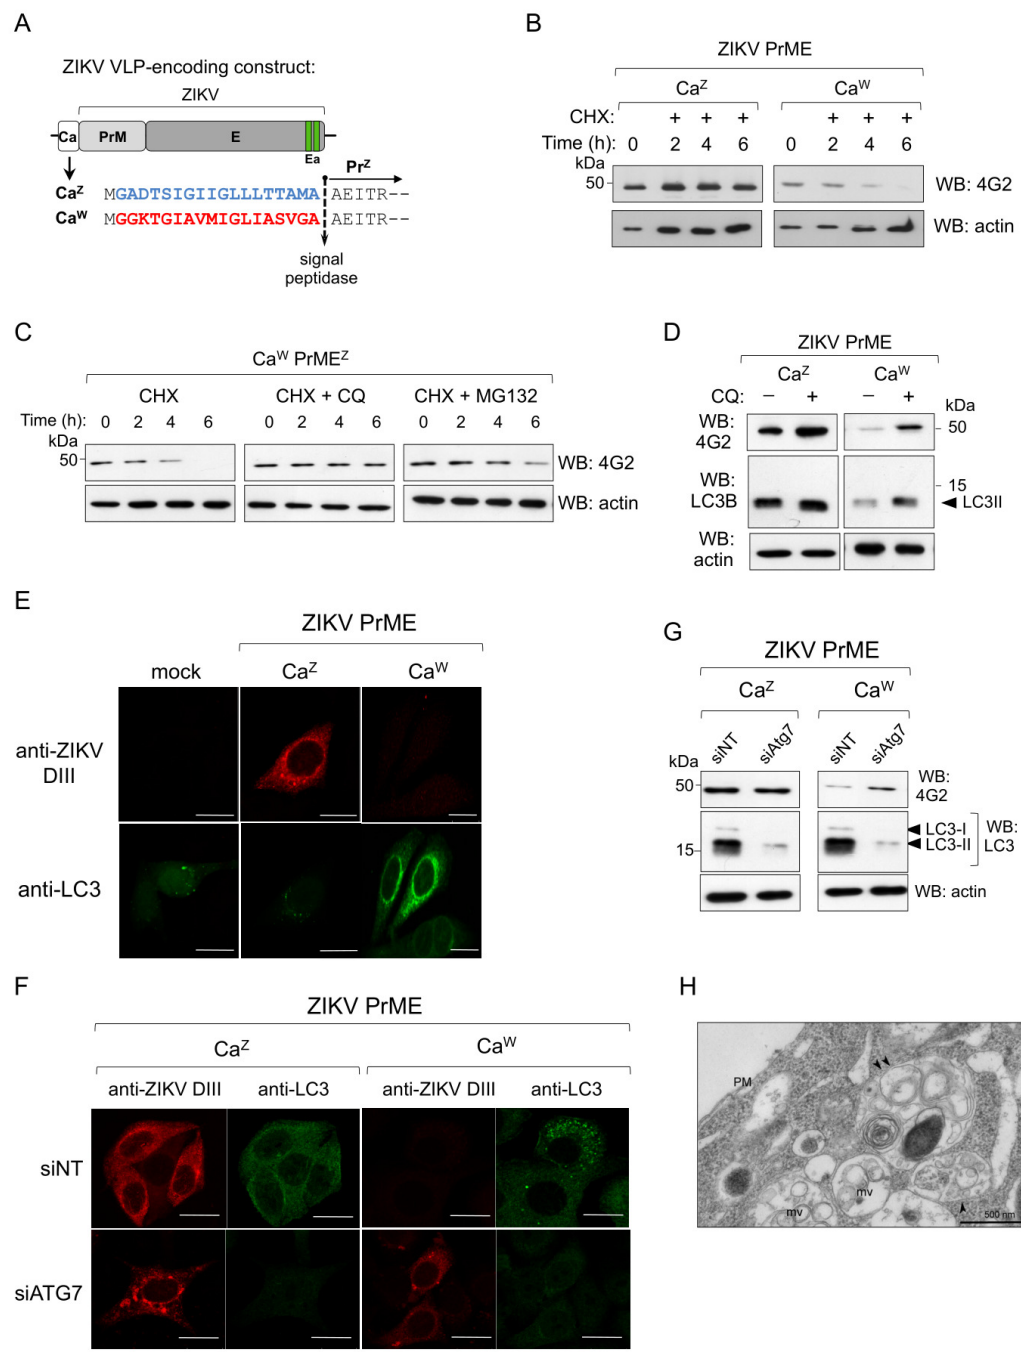 A
ZIKV VLP-encoding construct:
ZIKV
Ca PrM E
Ea
Pr^Z
Ca^Z MGADTSIGIIGLLLTTAMA AEITR--
Ca^W MGGKTGIAVMIGLIASVGA AEITR--
signal
peptidase
B
ZIKV PrME
Ca^Z Ca^W
CHX: + + + + + +
Time (h): 0 2 4 6 0 2 4 6
kDa
50 WB: 4G2
WB: actin
C
Ca^W PrME^Z
CHX CHX + CQ CHX + MG132
Time (h): 0 2 4 6 0 2 4 6 0 2 4 6
kDa
50 WB: 4G2
WB: actin
D
ZIKV PrME
Ca^Z Ca^W
CQ: – + – +
kDa
WB:
4G2
50
WB:
LC3B
15
LC3II
WB:
actin
E
ZIKV PrME
mock Ca^Z Ca^W
anti-ZIKV
DIII
anti-LC3
F
ZIKV PrME
Ca^Z Ca^W
anti-ZIKV DIII anti-LC3 anti-ZIKV DIII anti-LC3
siNT
siATG7
G
ZIKV PrME
Ca^Z Ca^W
siNT siAtg7 siNT siAtg7
kDa
50
WB:
4G2
15
LC3-I
LC3-II
WB:
LC3
WB: actin
H
PM
mv
mv
500 nm